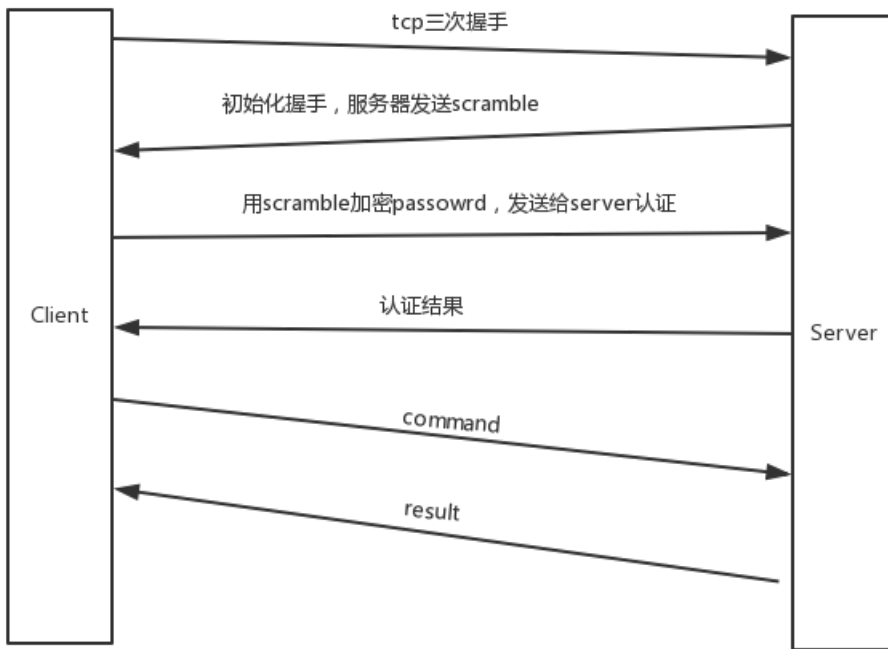 tcp三次握手
初始化握手，服务器发送scramble
用scramble加密passowrd，发送给server认证
认证结果
Client
Server
command
result